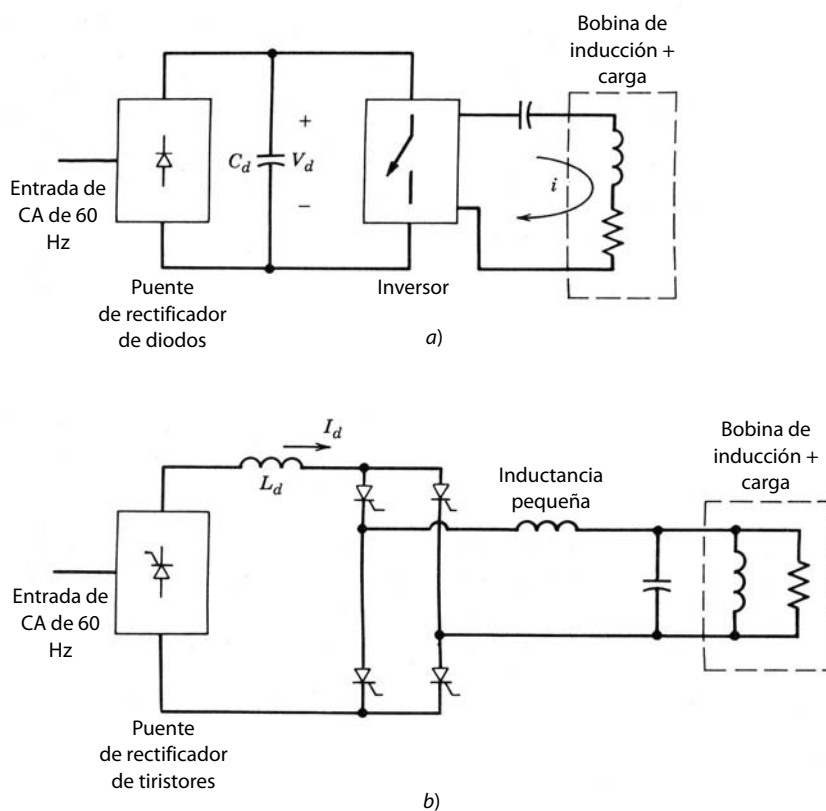 Bobina de
inducción +
carga
+
C_d
V_d
−
i
Entrada de
CA de 60
Hz
Puente
de rectificador
de diodos
Inversor
a)
I_d
L_d
Inductancia
pequeña
Bobina de
inducción +
carga
Entrada de
CA de 60
Hz
Puente
de rectificador
de tiristores
b)